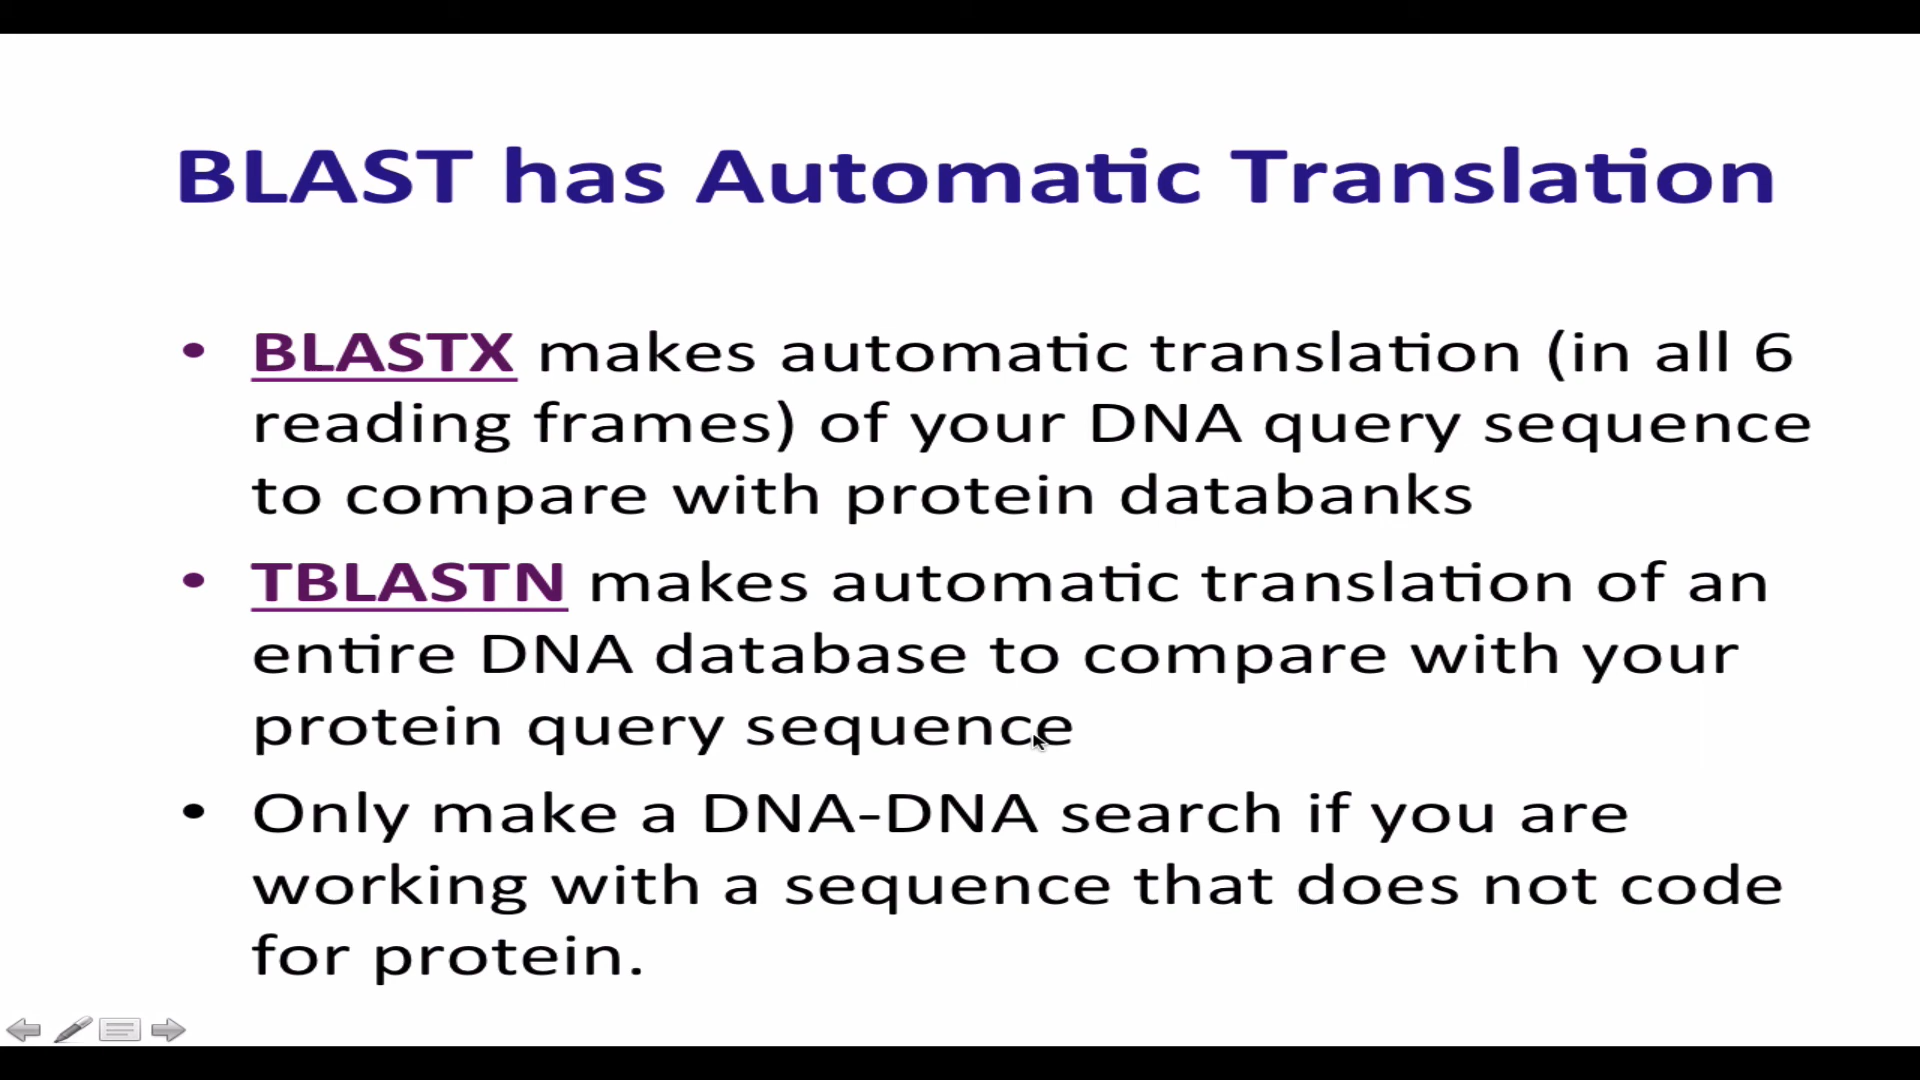 BLAST has Automatic Translation
• BLASTX makes automatic translation (in all 6
reading frames) of your DNA query sequence
to compare with protein databanks
• TBLASTN makes automatic translation of an
entire DNA database to compare with your
protein query sequence
• Only make a DNA-DNA search if you are
working with a sequence that does not code
for protein.